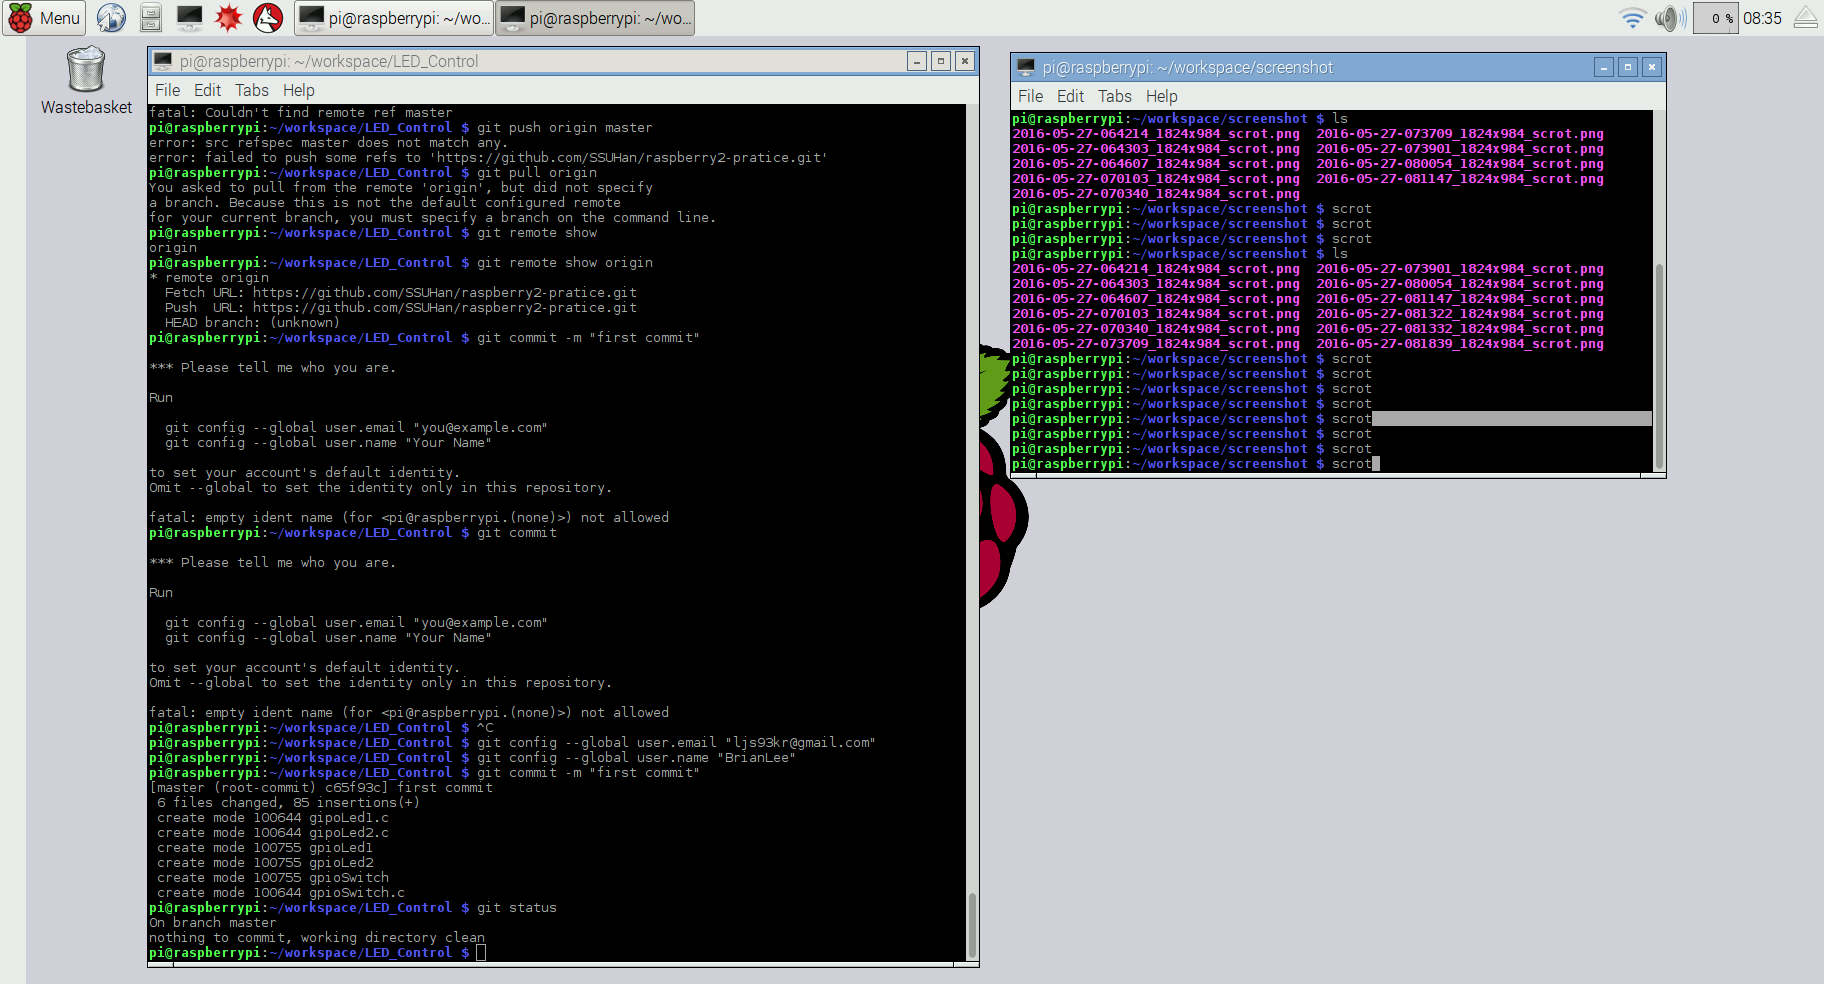 Menu
pi@raspberrypi: ~/wo...
pi@raspberrypi: ~/wo...
0 %
08:35
Wastebasket
pi@raspberrypi: ~/workspace/LED_Control
File Edit Tabs Help
fatal: Couldn't find remote ref master
pi@raspberrypi:~/workspace/LED_Control $ git push origin master
error: src refspec master does not match any.
error: failed to push some refs to 'https://github.com/SSUHan/raspberry2-pratice.git'
pi@raspberrypi:~/workspace/LED_Control $ git pull origin
You asked to pull from the remote 'origin', but did not specify
a branch. Because this is not the default configured remote
for your current branch, you must specify a branch on the command line.
pi@raspberrypi:~/workspace/LED_Control $ git remote show
origin
pi@raspberrypi:~/workspace/LED_Control $ git remote show origin
* remote origin
  Fetch URL: https://github.com/SSUHan/raspberry2-pratice.git
  Push  URL: https://github.com/SSUHan/raspberry2-pratice.git
  HEAD branch: (unknown)
pi@raspberrypi:~/workspace/LED_Control $ git commit -m "first commit"
*** Please tell me who you are.
Run
  git config --global user.email "you@example.com"
  git config --global user.name "Your Name"
to set your account's default identity.
Omit --global to set the identity only in this repository.
fatal: empty ident name (for <pi@raspberrypi.(none)>) not allowed
pi@raspberrypi:~/workspace/LED_Control $ git commit
*** Please tell me who you are.
Run
  git config --global user.email "you@example.com"
  git config --global user.name "Your Name"
to set your account's default identity.
Omit --global to set the identity only in this repository.
fatal: empty ident name (for <pi@raspberrypi.(none)>) not allowed
pi@raspberrypi:~/workspace/LED_Control $ ^C
pi@raspberrypi:~/workspace/LED_Control $ git config --global user.email "ljs93kr@gmail.com"
pi@raspberrypi:~/workspace/LED_Control $ git config --global user.name "BrianLee"
pi@raspberrypi:~/workspace/LED_Control $ git commit -m "first commit"
[master (root-commit) c65f93c] first commit
 6 files changed, 85 insertions(+)
 create mode 100644 gipoLed1.c
 create mode 100644 gipoLed2.c
 create mode 100755 gpioLed1
 create mode 100755 gpioLed2
 create mode 100755 gpioSwitch
 create mode 100644 gpioSwitch.c
pi@raspberrypi:~/workspace/LED_Control $ git status
On branch master
nothing to commit, working directory clean
pi@raspberrypi:~/workspace/LED_Control $
pi@raspberrypi: ~/workspace/screenshot
File Edit Tabs Help
pi@raspberrypi:~/workspace/screenshot $ ls
2016-05-27-064214_1824x984_scrot.png  2016-05-27-073709_1824x984_scrot.png
2016-05-27-064303_1824x984_scrot.png  2016-05-27-073901_1824x984_scrot.png
2016-05-27-064607_1824x984_scrot.png  2016-05-27-080054_1824x984_scrot.png
2016-05-27-070103_1824x984_scrot.png  2016-05-27-081147_1824x984_scrot.png
2016-05-27-070340_1824x984_scrot.png
pi@raspberrypi:~/workspace/screenshot $ scrot
pi@raspberrypi:~/workspace/screenshot $ scrot
pi@raspberrypi:~/workspace/screenshot $ scrot
pi@raspberrypi:~/workspace/screenshot $ ls
2016-05-27-064214_1824x984_scrot.png  2016-05-27-073901_1824x984_scrot.png
2016-05-27-064303_1824x984_scrot.png  2016-05-27-080054_1824x984_scrot.png
2016-05-27-064607_1824x984_scrot.png  2016-05-27-081147_1824x984_scrot.png
2016-05-27-070103_1824x984_scrot.png  2016-05-27-081322_1824x984_scrot.png
2016-05-27-070340_1824x984_scrot.png  2016-05-27-081332_1824x984_scrot.png
2016-05-27-073709_1824x984_scrot.png  2016-05-27-081839_1824x984_scrot.png
pi@raspberrypi:~/workspace/screenshot $ scrot
pi@raspberrypi:~/workspace/screenshot $ scrot
pi@raspberrypi:~/workspace/screenshot $ scrot
pi@raspberrypi:~/workspace/screenshot $ scrot
pi@raspberrypi:~/workspace/screenshot $ scrot
pi@raspberrypi:~/workspace/screenshot $ scrot
pi@raspberrypi:~/workspace/screenshot $ scrot
pi@raspberrypi:~/workspace/screenshot $ scrot